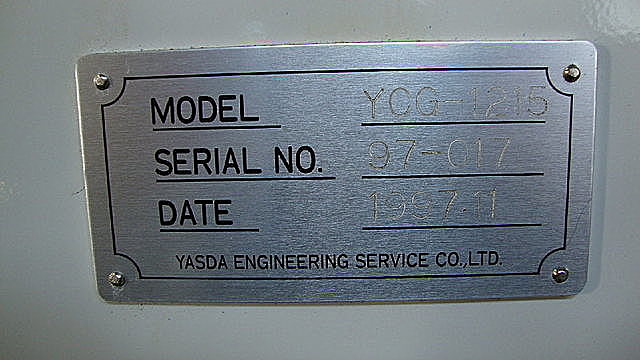 MODEL YCG-1215
SERIAL NO. 97-017
DATE 1997.11
YASDA ENGINEERING SERVICE CO.,LTD.